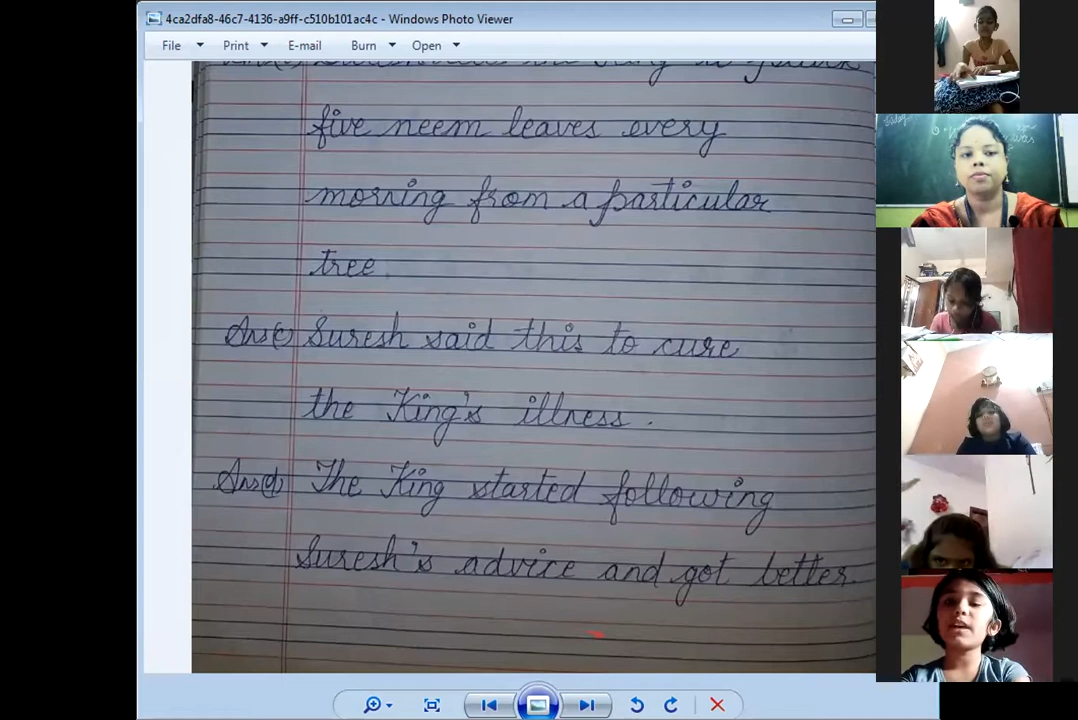 4ca2dfa8-46c7-4136-a9ff-c510b101ac4c - Windows Photo Viewer
File Print E-mail Burn Open
five neem leaves every
morning from a particular
tree.
Ans(c) Suresh said this to cure
the King's illness.
Ans(d) The King started following
Suresh's advice and got better.